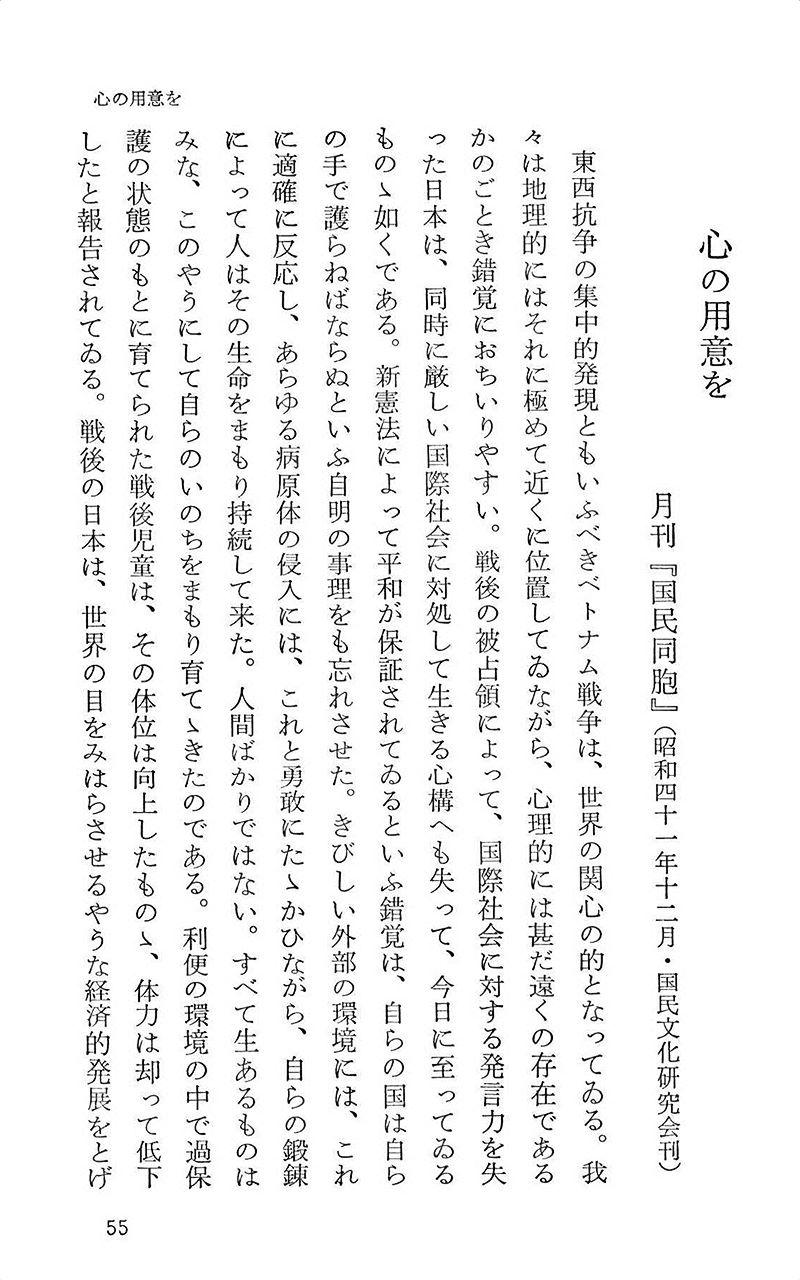 心の用意を
心の用意を
月刊『国民同胞』（昭和四十一年十二月・国民文化研究会刊）
東西抗争の集中的発現ともいふべきベトナム戦争は、世界の関心の的となってゐる。我
々は地理的にはそれに極めて近くに位置してゐながら、心理的には甚だ遠くの存在である
かのごとき錯覚におちいりやすい。戦後の被占領によって、国際社会に対する発言力を失
った日本は、同時に厳しい国際社会に対処して生きる心構へも失って、今日に至ってゐる
ものゝ如くである。新憲法によって平和が保証されてゐるといふ錯覚は、自らの国は自ら
の手で護らねばならぬといふ自明の事理をも忘れさせた。きびしい外部の環境には、これ
に適確に反応し、あらゆる病原体の侵入には、これと勇敢にたゝかひながら、自らの鍛錬
によって人はその生命をまもり持続して来た。人間ばかりではない。すべて生あるものは
みな、このやうにして自らのいのちをまもり育てゝきたのである。利便の環境の中で過保
護の状態のもとに育てられた戦後児童は、その体位は向上したものゝ、体力は却って低下
したと報告されてゐる。戦後の日本は、世界の目をみはらさせるやうな経済的発展をとげ
55